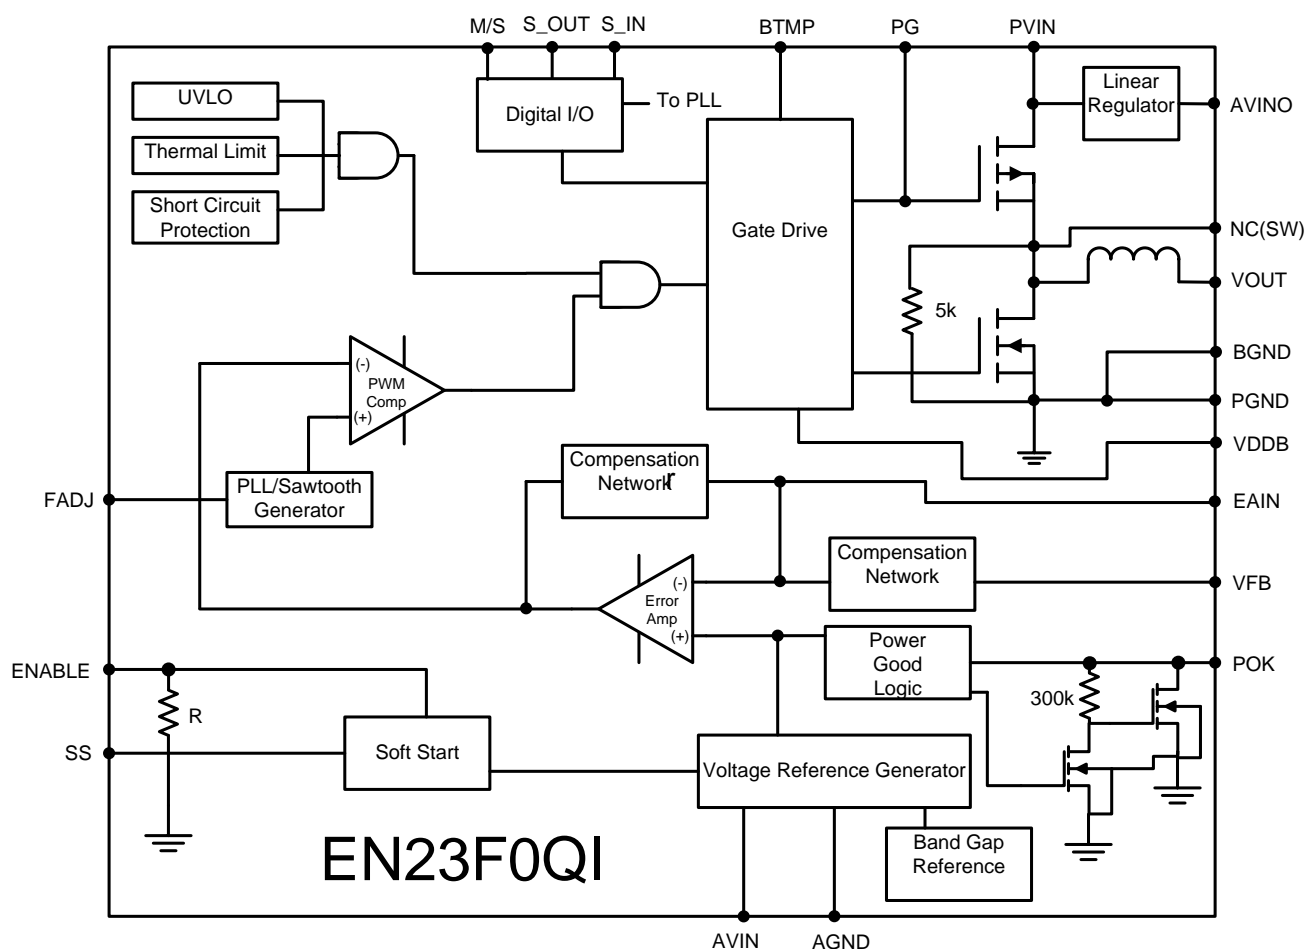 M/S
S_OUT
S_IN
BTMP
PG
PVIN
UVLO
Thermal Limit
Short Circuit
Protection
Digital I/O
To PLL
Linear
Regulator
AVINO
Gate Drive
NC(SW)
VOUT
5k
BGND
PGND
VDDB
(-)
PWM
Comp
(+)
Compensation
Network
r
FADJ
PLL/Sawtooth
Generator
EAIN
Compensation
Network
VFB
(-)
Error
Amp
(+)
Power
Good
Logic
POK
300k
ENABLE
R
SS
Soft Start
Voltage Reference Generator
Band Gap
Reference
EN23F0QI
AVIN
AGND